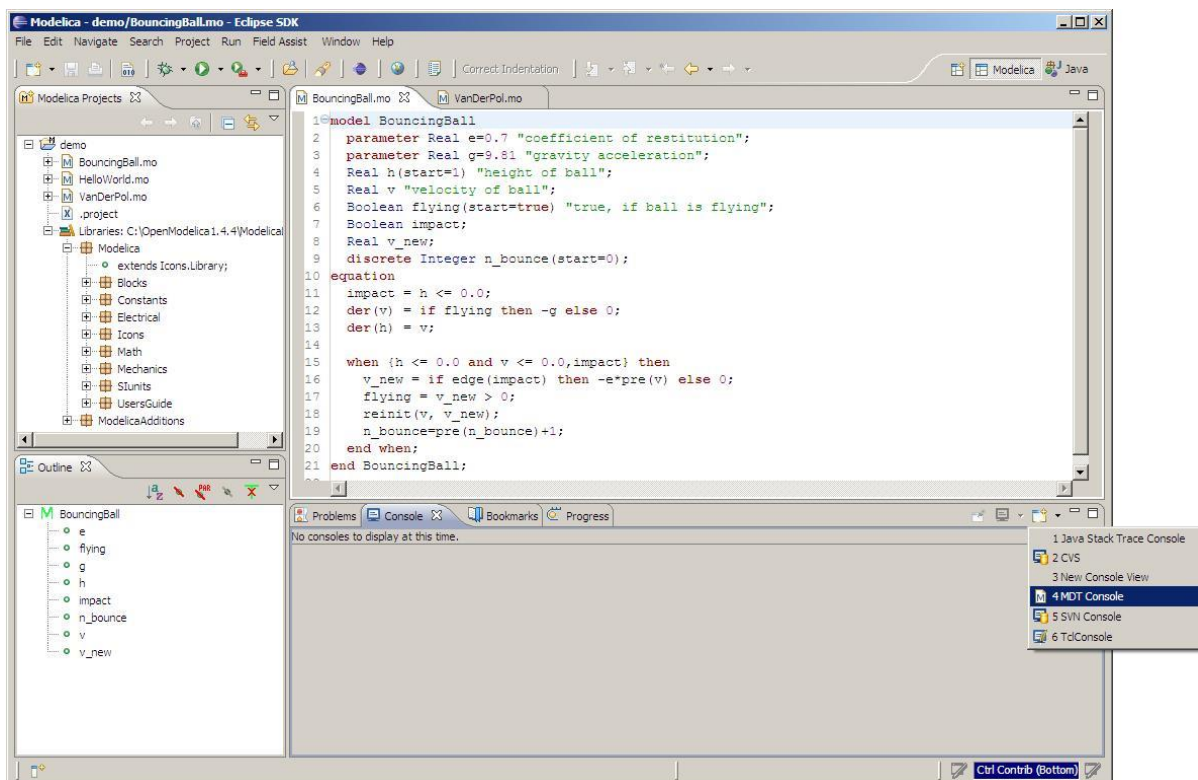 Modelica - demo/BouncingBall.mo - Eclipse SDK
File Edit Navigate Search Project Run Field Assist Window Help
Correct Indentation
Modelica
Java
Modelica Projects
demo
BouncingBall.mo
HelloWorld.mo
VanDerPol.mo
.project
Libraries: C:\OpenModelica1.4.4\Modelical
Modelica
extends Icons.Library;
Blocks
Constants
Electrical
Icons
Math
Mechanics
SIunits
UsersGuide
ModelicaAdditions
BouncingBall.mo
VanDerPol.mo
1 model BouncingBall
2 parameter Real e=0.7 "coefficient of restitution";
3 parameter Real g=9.81 "gravity acceleration";
4 Real h(start=1) "height of ball";
5 Real v "velocity of ball";
6 Boolean flying(start=true) "true, if ball is flying";
7 Boolean impact;
8 Real v_new;
9 discrete Integer n_bounce(start=0);
10 equation
11 impact = h <= 0.0;
12 der(v) = if flying then -g else 0;
13 der(h) = v;
14
15 when {h <= 0.0 and v <= 0.0,impact} then
16 v_new = if edge(impact) then -e*pre(v) else 0;
17 flying = v_new > 0;
18 reinit(v, v_new);
19 n_bounce=pre(n_bounce)+1;
20 end when;
21 end BouncingBall;
Outline
BouncingBall
e
flying
g
h
impact
n_bounce
v
v_new
Problems
Console
Bookmarks
Progress
No consoles to display at this time.
1 Java Stack Trace Console
2 CVS
3 New Console View
4 MDT Console
5 SVN Console
6 TclConsole
Ctrl Contrib (Bottom)